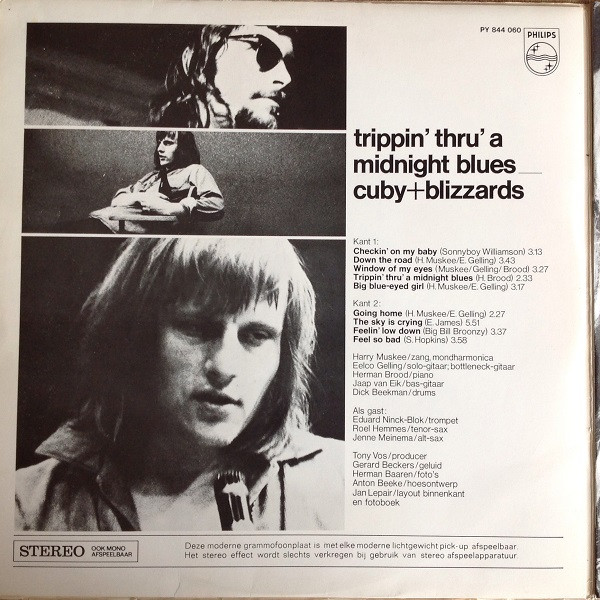 PY 844 060
PHILIPS
trippin' thru' a
midnight blues
cuby+blizzards
Kant 1:
Checkin' on my baby (Sonnyboy Williamson) 3.13
Down the road (H. Muskee/E. Gelling) 3.43
Window of my eyes (Muskee/Gelling/Brood) 3.27
Trippin' thru' a midnight blues (H. Brood) 2.33
Big blue-eyed girl (H. Muskee/E. Gelling) 3.17
Kant 2:
Going home (H. Muskee/E. Gelling) 2.27
The sky is crying (E. James) 5.51
Feelin' low down (Big Bill Broonzy) 3.37
Feel so bad (S. Hopkins) 3.58
Harry Muskee/zang, mondharmonica
Eelco Gelling/solo-gitaar; bottleneck-gitaar
Herman Brood/piano
Jaap van Eik/bas-gitaar
Dick Beekman/drums
Als gast:
Eduard Ninck-Blok/trompet
Roel Hemmes/tenor-sax
Jenne Meinema/alt-sax
Tony Vos/producer
Gerard Beckers/geluid
Herman Baaren/foto's
Anton Beeke/hoesontwerp
Jan Lepair/layout binnenkant
en fotoboek
STEREO OOK MONO
AFSPEELBAAR
Deze moderne grammofoonplaat is met elke moderne lichtgewicht pick-up afspeelbaar.
Het stereo effect wordt slechts verkregen bij gebruik van stereo afspeelapparatuur.